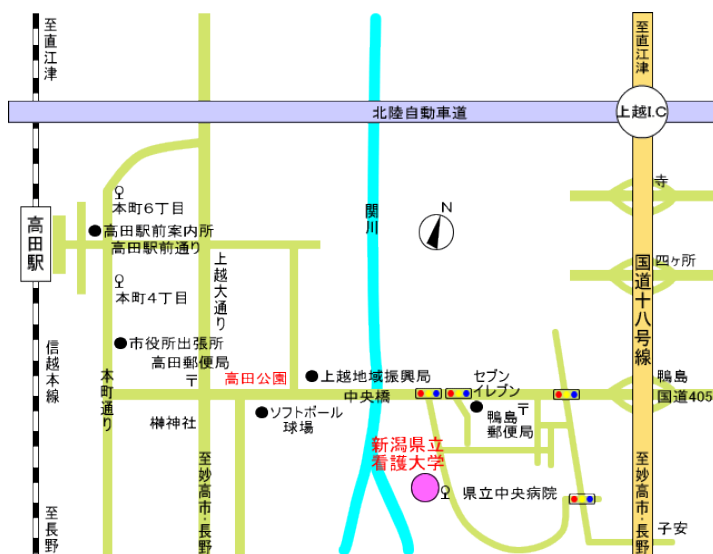 至直江津
至直江津
北陸自動車道
上越I.C
寺
本町6丁目
関川
N
高田駅
高田駅前案内所
高田駅前通り
上越大通り
四ヶ所
国道十八号線
本町4丁目
市役所出張所
高田郵便局
〒
信越本線
本町通り
高田公園
上越地域振興局
中央橋
セブン
イレブン
鴨島
国道405
榊神社
ソフトボール
球場
〒
鴨島
郵便局
新潟県立
看護大学
県立中央病院
至長野
至妙高市・長野
至妙高市・長野
子安